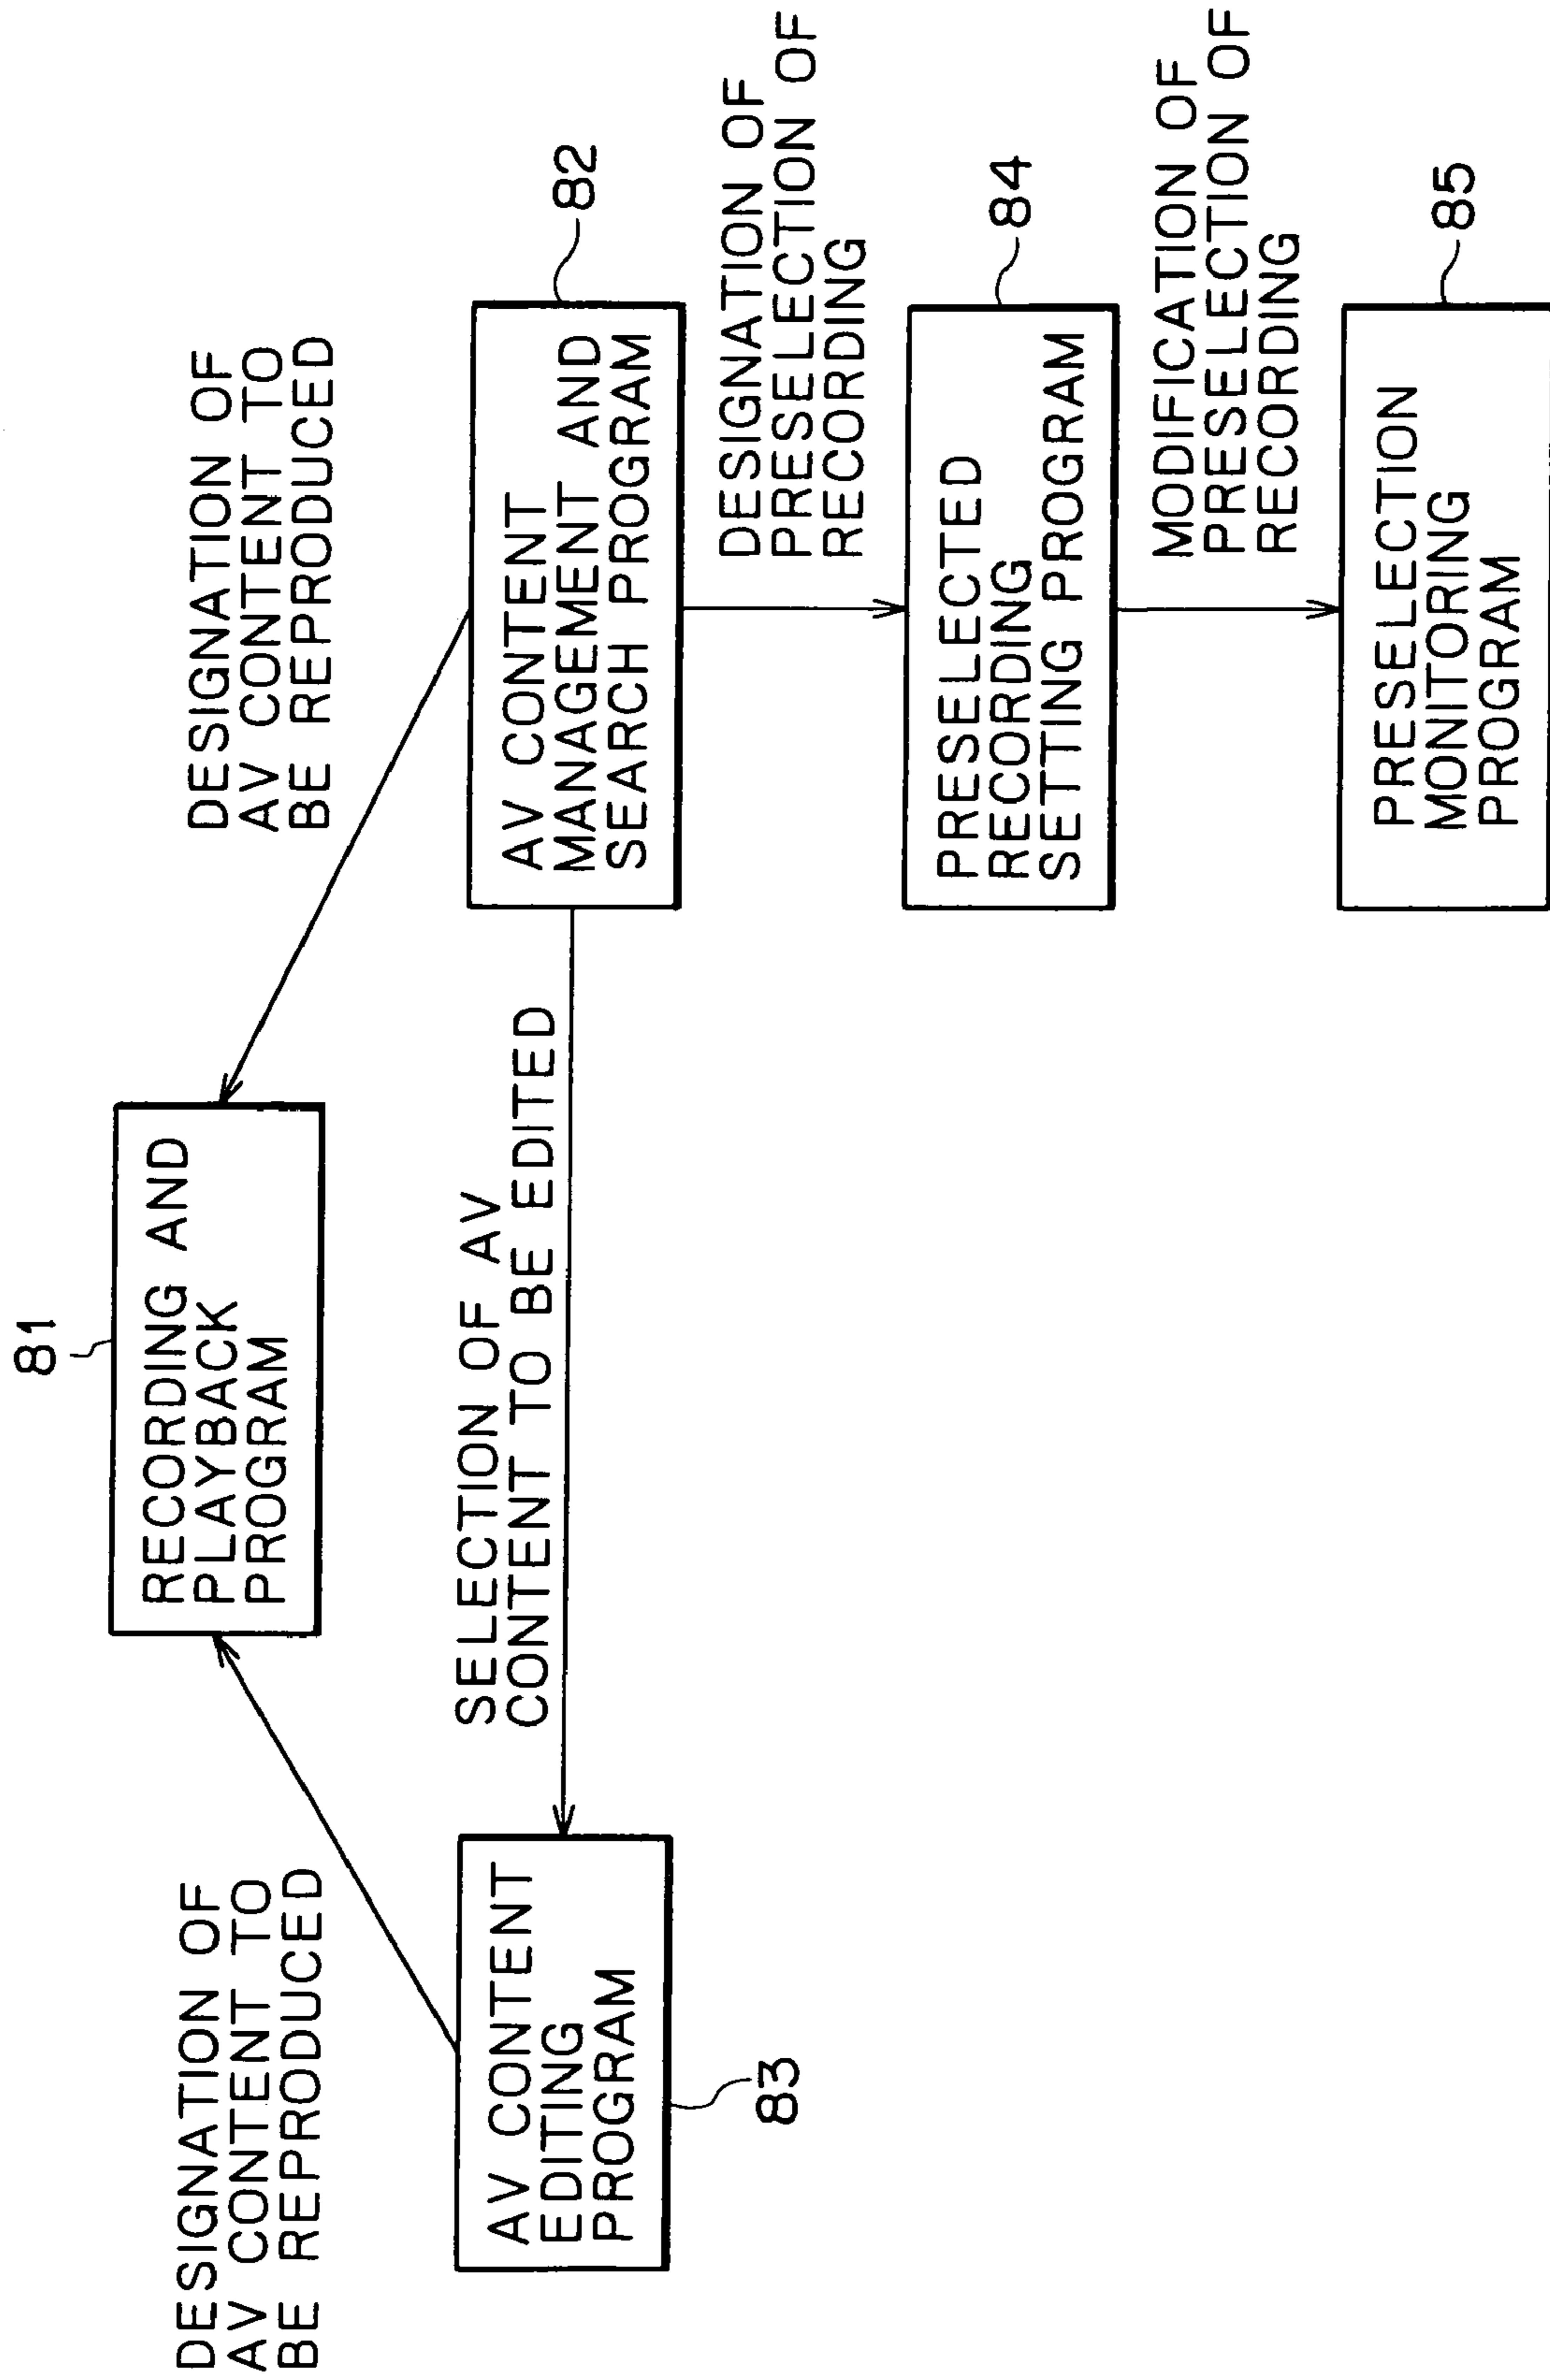 81
RECORDING AND
PLAYBACK
PROGRAM
DESIGNATION OF
AV CONTENT TO
BE REPRODUCED
DESIGNATION OF
AV CONTENT TO
BE REPRODUCED
SELECTION OF AV
CONTENT TO BE EDITED
AV CONTENT
EDITING
PROGRAM
83
AV CONTENT
MANAGEMENT AND
SEARCH PROGRAM
82
DESIGNATION OF
PRESELECTION OF
RECORDING
PRESELECTED
RECORDING
SETTING PROGRAM
84
MODIFICATION OF
PRESELECTION OF
RECORDING
PRESELECTION
MONITORING
PROGRAM
85